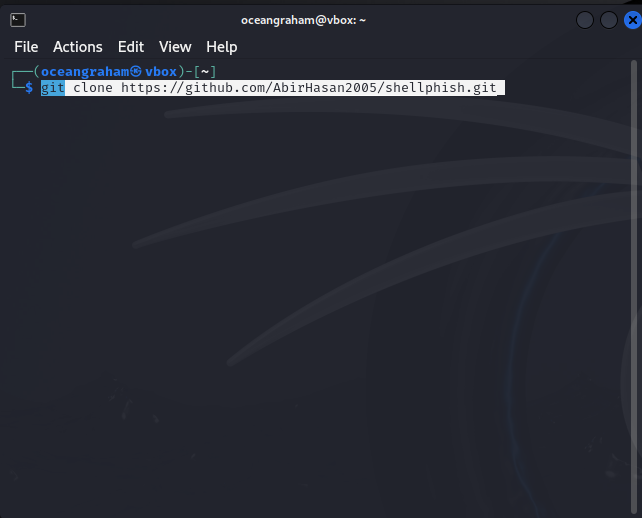 oceangraham@vbox: ~
File Actions Edit View Help
┌──(oceangraham㉿vbox)-[~]
└─$ git clone https://github.com/AbirHasan2005/shellphish.git